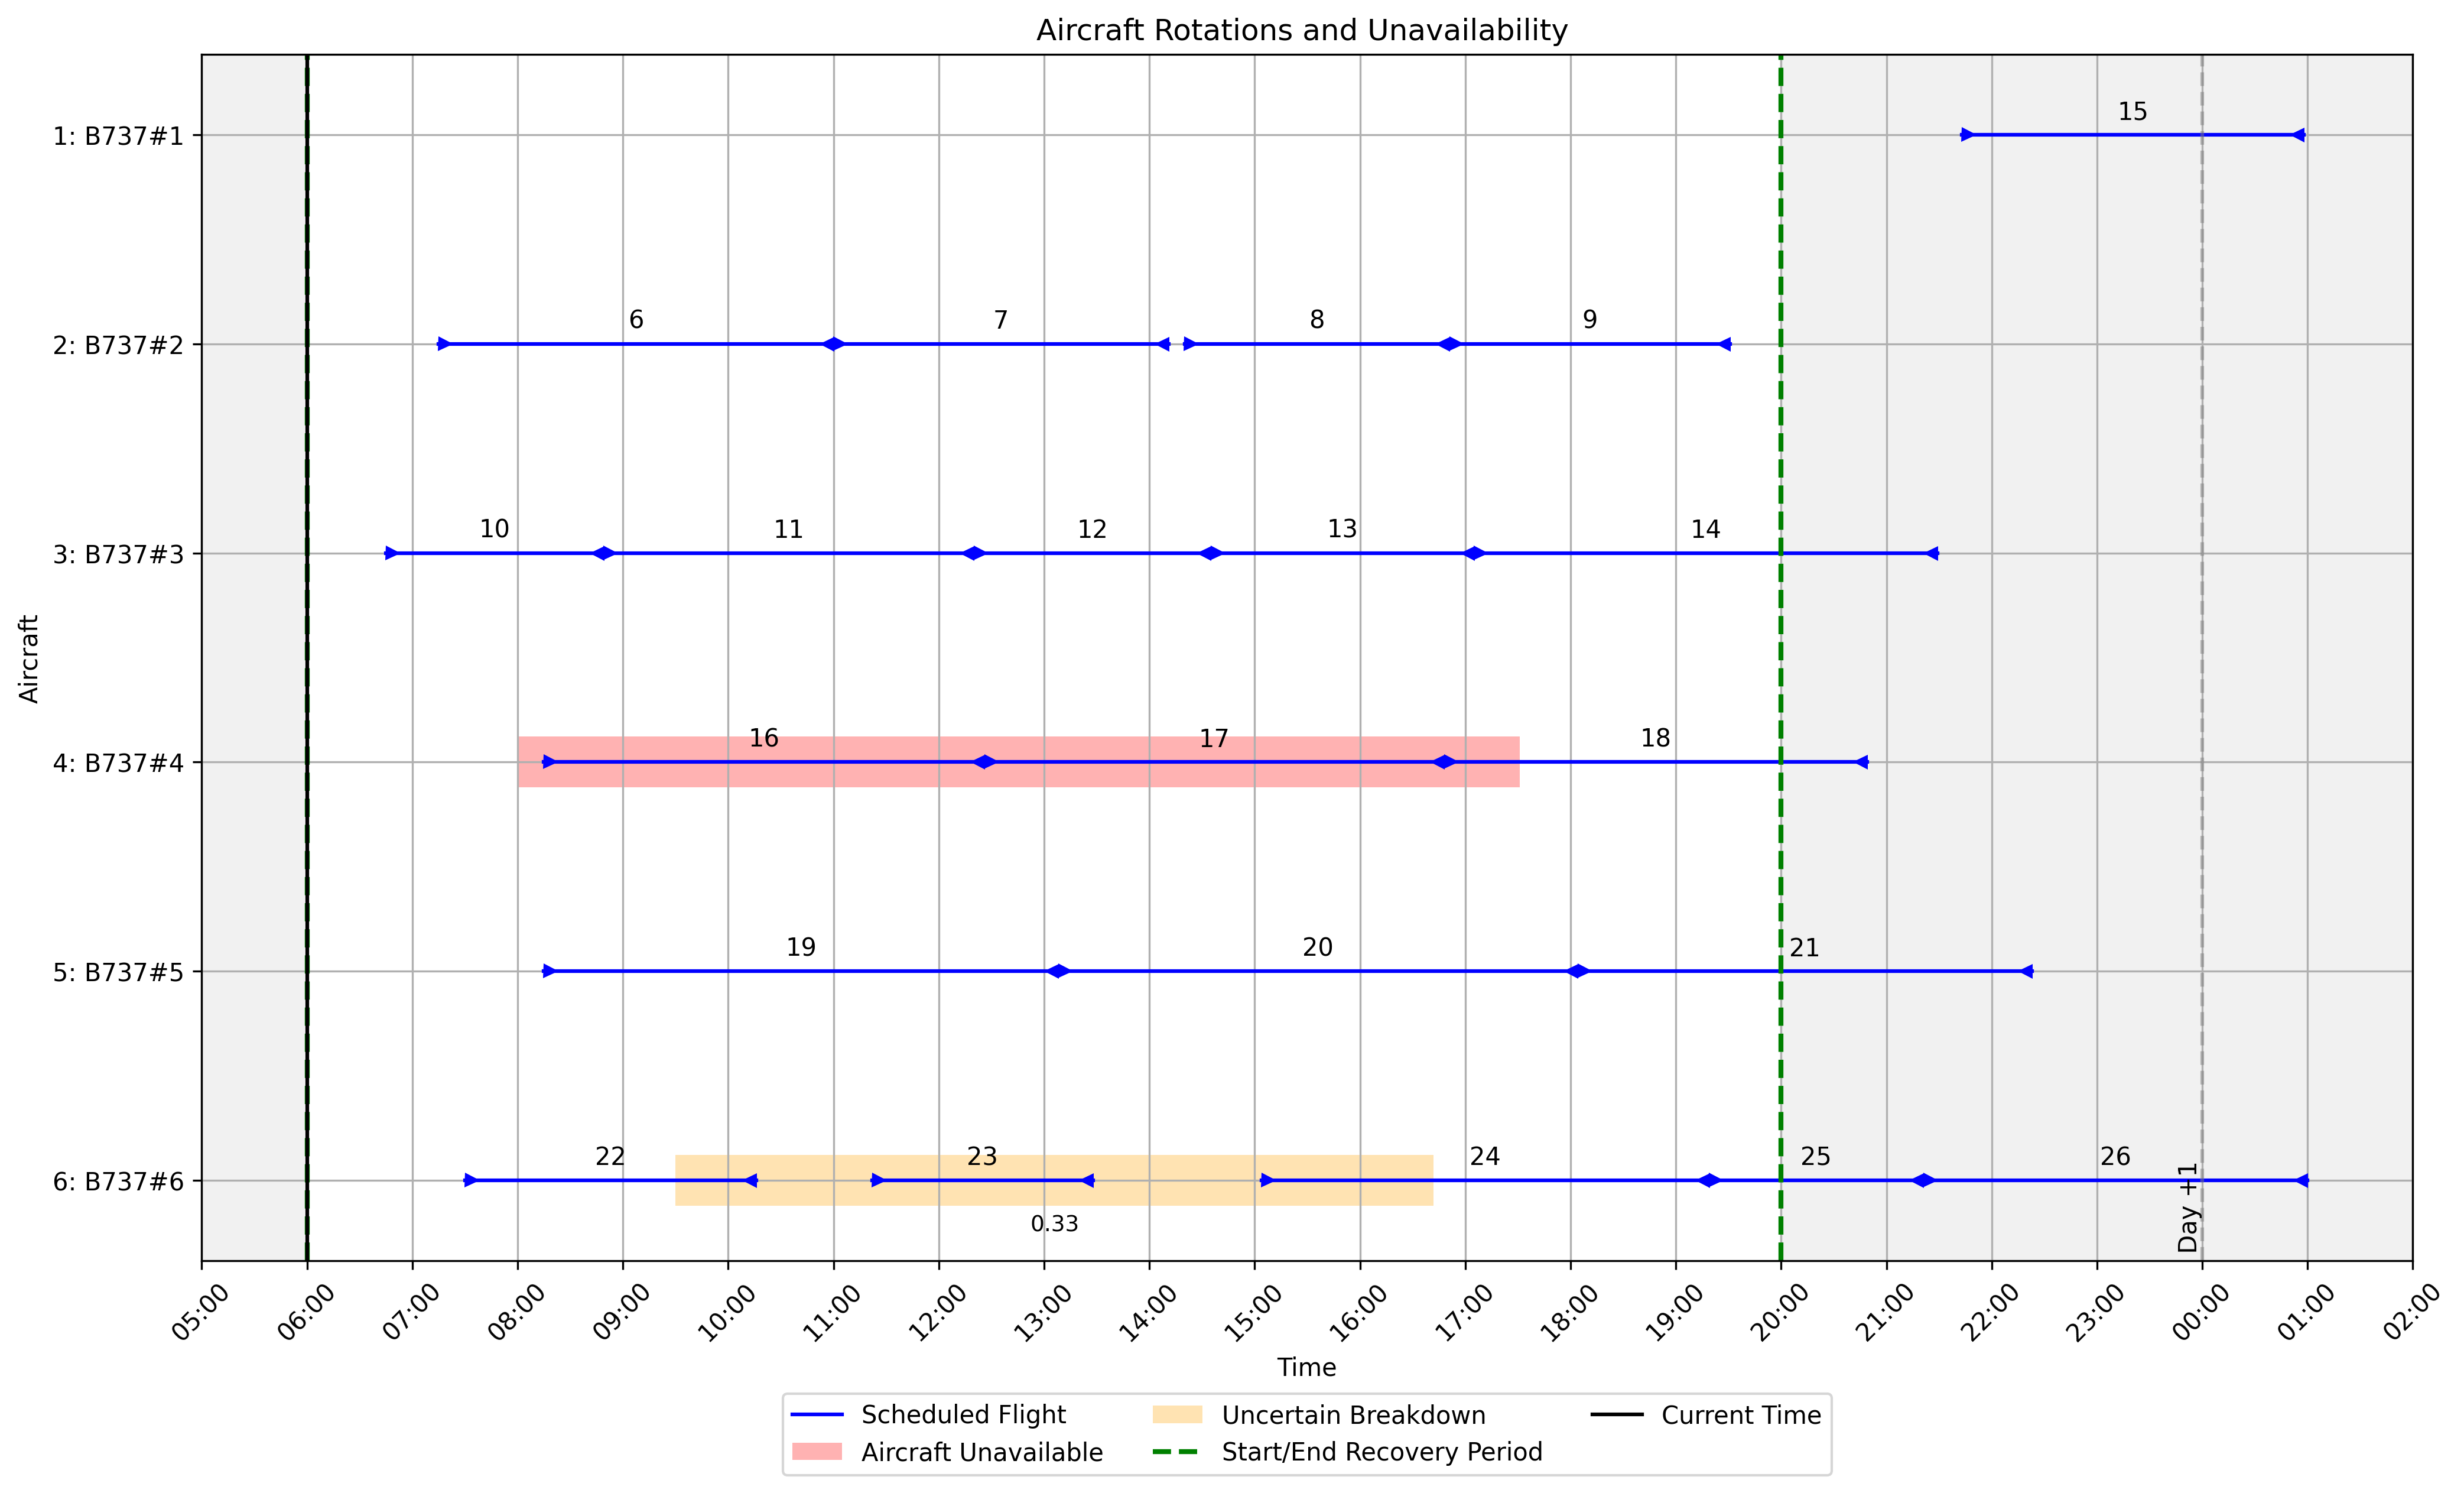 Aircraft Rotations and Unavailability
Aircraft
1: B737#1
15
2: B737#2
6 7 8 9
3: B737#3
10 11 12 13 14
4: B737#4
16 17 18
5: B737#5
19 20 21
6: B737#6
22 23 24 25 26
0.33
Day +1
05:00 06:00 07:00 08:00 09:00 10:00 11:00 12:00 13:00 14:00 15:00 16:00 17:00 18:00 19:00 20:00 21:00 22:00 23:00 00:00 01:00 02:00
Time
Scheduled Flight
Aircraft Unavailable
Uncertain Breakdown
Start/End Recovery Period
Current Time